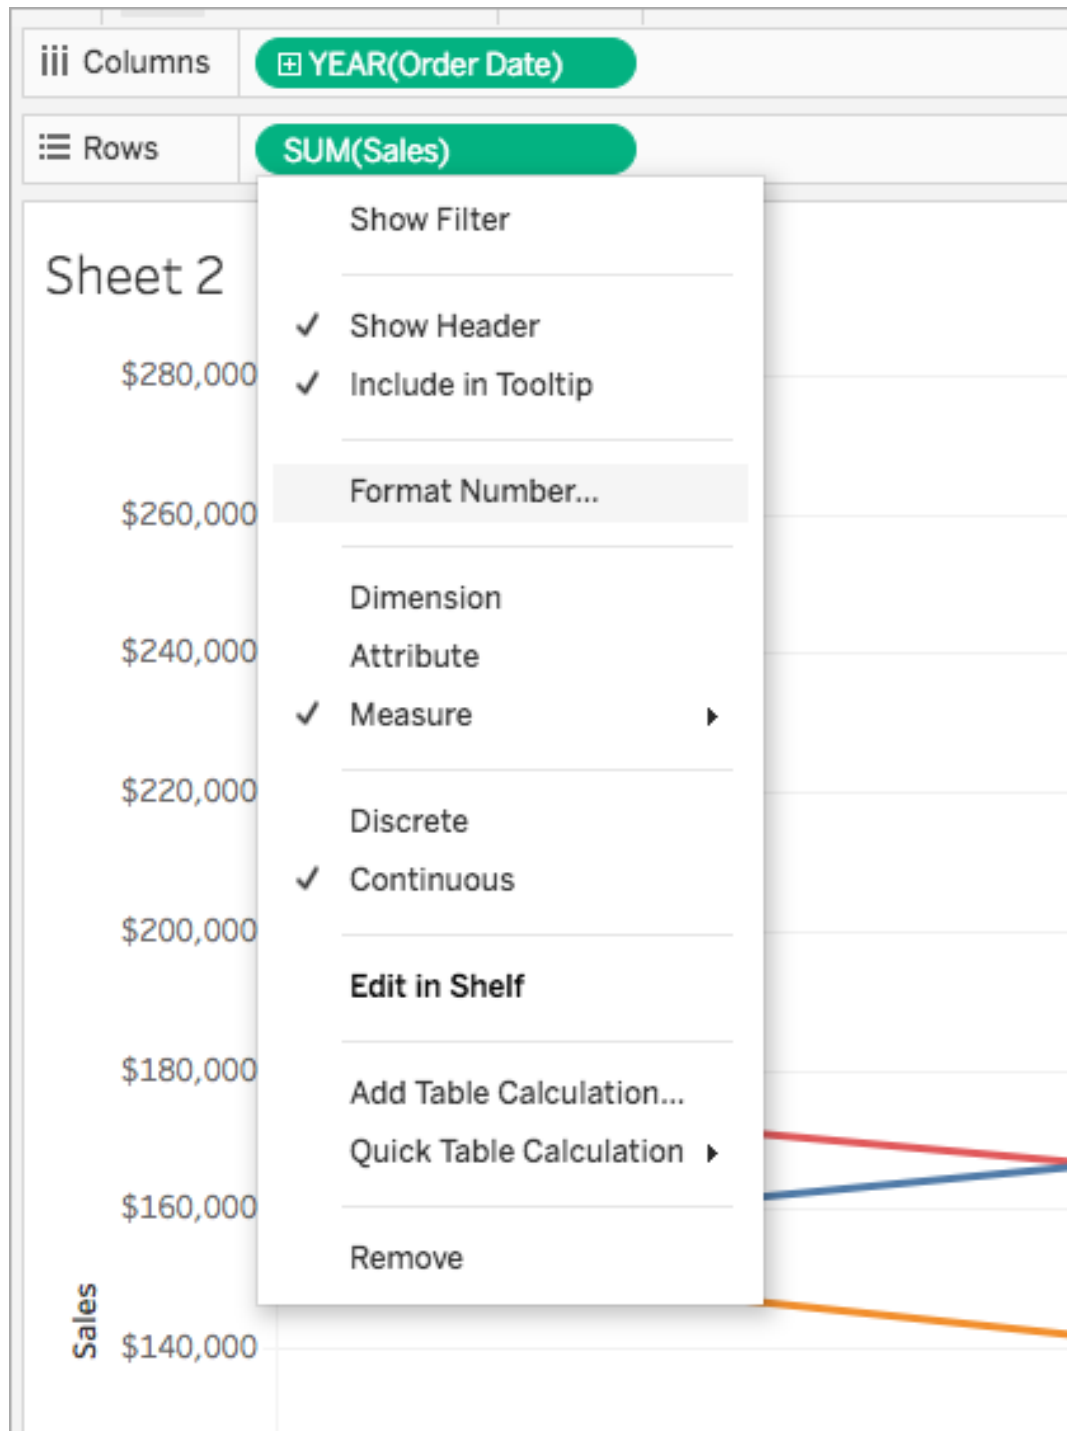 Columns
YEAR(Order Date)
Rows
SUM(Sales)
Sheet 2
Show Filter
Show Header
Include in Tooltip
Format Number...
Dimension
Attribute
Measure
Discrete
Continuous
Edit in Shelf
Add Table Calculation...
Quick Table Calculation
Remove
$280,000
$260,000
$240,000
$220,000
$200,000
$180,000
$160,000
$140,000
Sales